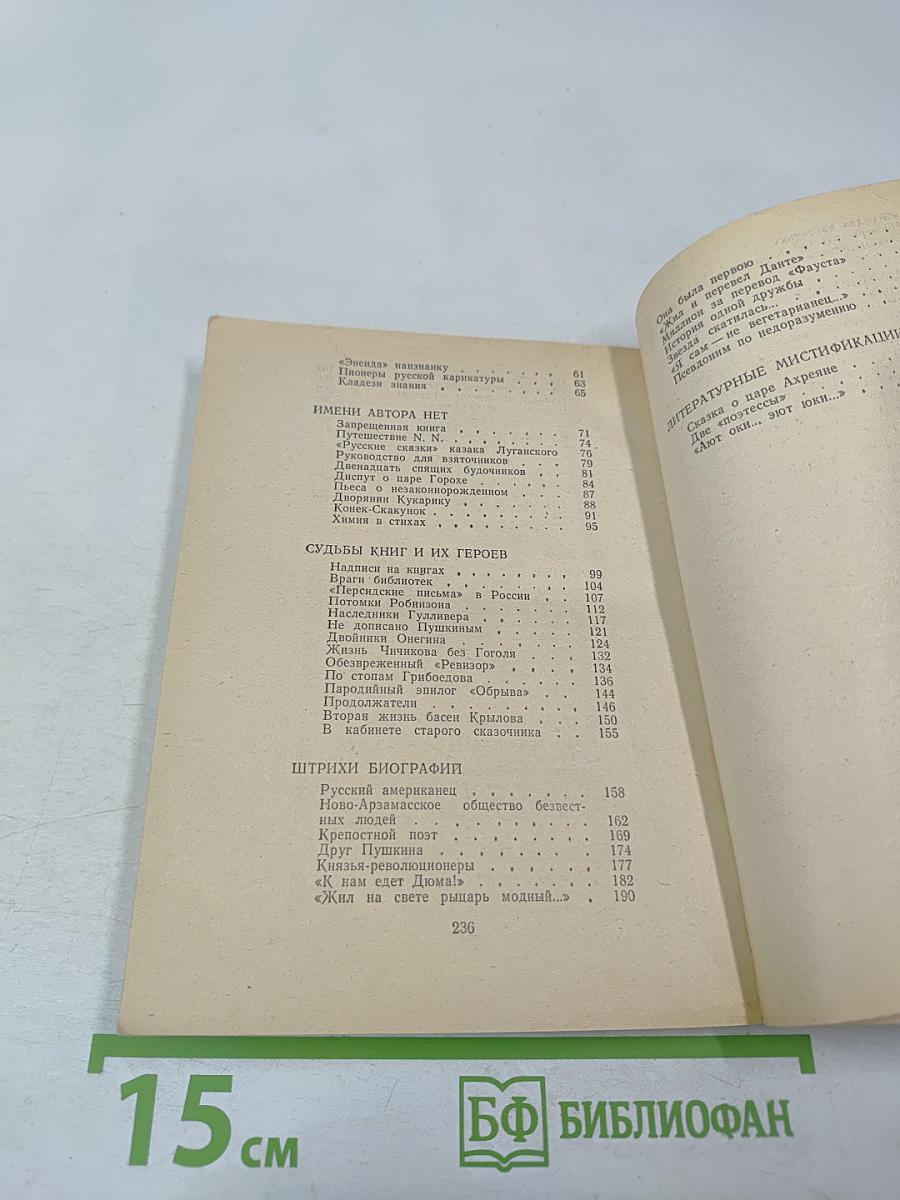 «Энеида» наизнанку . . . . . . . 61
Пионеры русской карикатуры . . . . 63
Кладези знания . . . . . . . . . 65
ИМЕНИ АВТОРА НЕТ
Запрещенная книга . . . . . . . 71
Путешествие N. N. . . . . . . . . 74
«Русские сказки» казака Луганского 76
Руководство для взяточников . . . 79
Двенадцать спящих будочников . . 81
Диспут о царе Горохе . . . . . . 84
Пьеса о незаконнорожденном . . . 87
Дворянин Кукарику . . . . . . . 88
Конек-Скакунок . . . . . . . . . 91
Химия в стихах . . . . . . . . . 95
СУДЬБЫ КНИГ И ИХ ГЕРОЕВ
Надписи на книгах . . . . . . . . 99
Враги библиотек . . . . . . . . . 104
«Персидские письма» в России . . 107
Потомки Робинзона . . . . . . . 112
Наследники Гулливера . . . . . . 117
Не дописано Пушкиным . . . . . 121
Двойники Онегина . . . . . . . 124
Жизнь Чичикова без Гоголя . . . 132
Обезвреженный «Ревизор» . . . . 134
По стопам Грибоедова . . . . . . 136
Пародийный эпилог «Обрыва» . . 144
Продолжатели . . . . . . . . . 146
Вторая жизнь басен Крылова . . . 150
В кабинете старого сказочника . . 155
ШТРИХИ БИОГРАФИЙ
Русский американец . . . . . . . 158
Ново-Арзамасское общество безвест-
ных людей . . . . . . . . . . 162
Крепостной поэт . . . . . . . . 169
Друг Пушкина . . . . . . . . . 174
Князья-революционеры . . . . . . 177
«К нам едет Дюма!» . . . . . . . 182
«Жил на свете рыцарь модный...» . 190
236
Она была первою . . . . .
«Жил и перевел Данте» . . .
Миллион за перевод «Фауста»
История одной дружбы . . .
Звезда скатилась... . . . .
«Я сам — не вегетарианец...»
Псевдоним по недоразумению . .
ЛИТЕРАТУРНЫЕ МИСТИФИКАЦИИ
Сказка о царе Ахреяне . . .
Две «поэтессы» . . . . .
«Ают оки..., эют юки...» . .
15 см
БФ БИБЛИОФАН